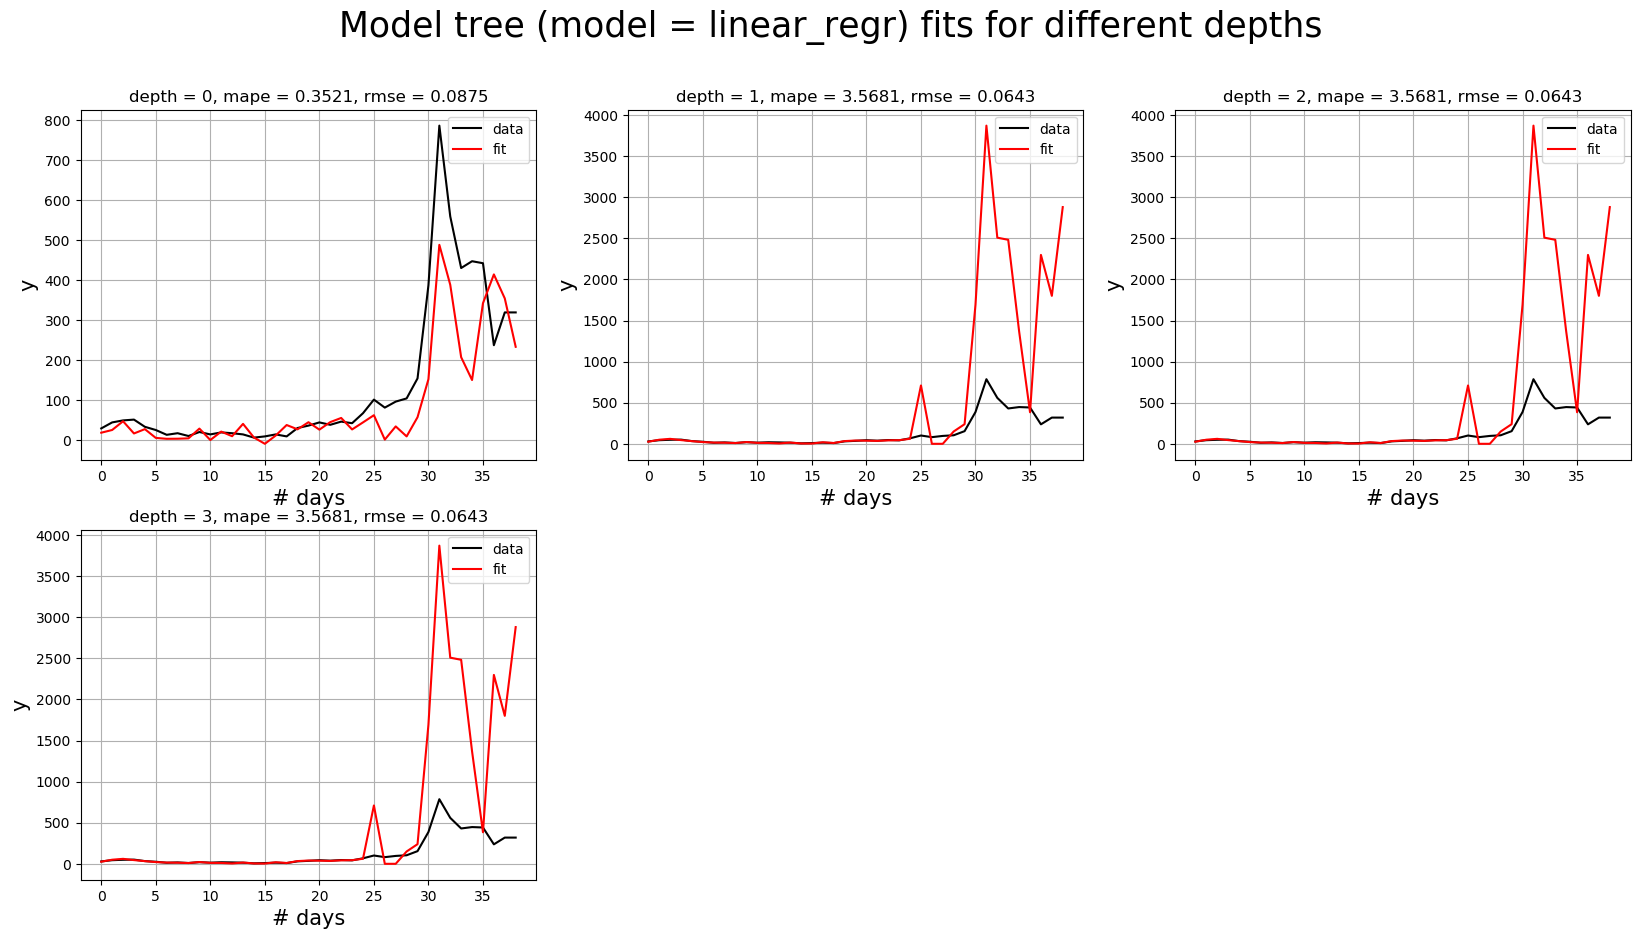 Model tree (model = linear_regr) fits for different depths
depth = 0, mape = 0.3521, rmse = 0.0875
800
700
600
500
400
300
200
100
0
y
data
fit
0 5 10 15 20 25 30 35
# days
depth = 1, mape = 3.5681, rmse = 0.0643
4000
3500
3000
2500
2000
1500
1000
500
0
y
data
fit
0 5 10 15 20 25 30 35
# days
depth = 2, mape = 3.5681, rmse = 0.0643
4000
3500
3000
2500
2000
1500
1000
500
0
y
data
fit
0 5 10 15 20 25 30 35
# days
depth = 3, mape = 3.5681, rmse = 0.0643
4000
3500
3000
2500
2000
1500
1000
500
0
y
data
fit
0 5 10 15 20 25 30 35
# days